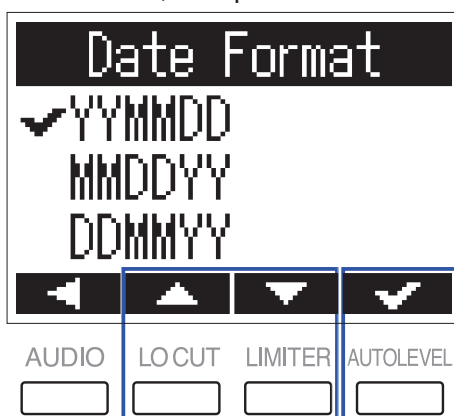 Date Format
YYMMDD
MMDDYY
DDMMYY
AUDIO LO CUT LIMITER AUTOLEVEL